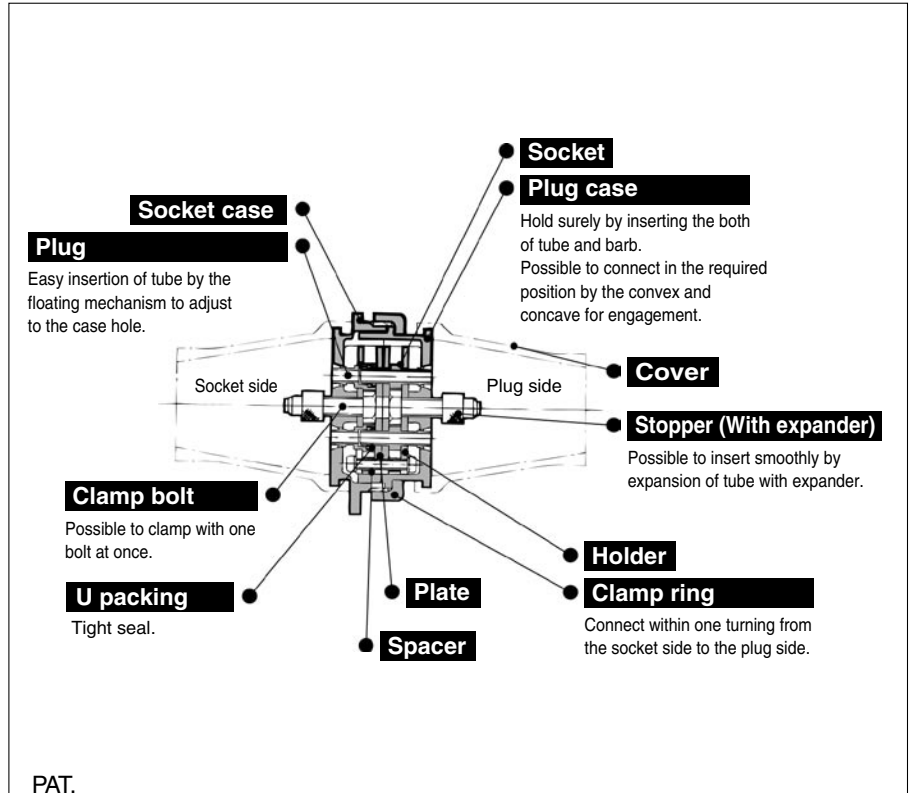 Socket
Plug case
Hold surely by inserting the both
of tube and barb.
Possible to connect in the required
position by the convex and
concave for engagement.
Socket case
Plug
Easy insertion of tube by the
floating mechanism to adjust
to the case hole.
Socket side
Plug side
Cover
Stopper (With expander)
Possible to insert smoothly by
expansion of tube with expander.
Clamp bolt
Possible to clamp with one
bolt at once.
U packing
Tight seal.
Spacer
Plate
Holder
Clamp ring
Connect within one turning from
the socket side to the plug side.
PAT.